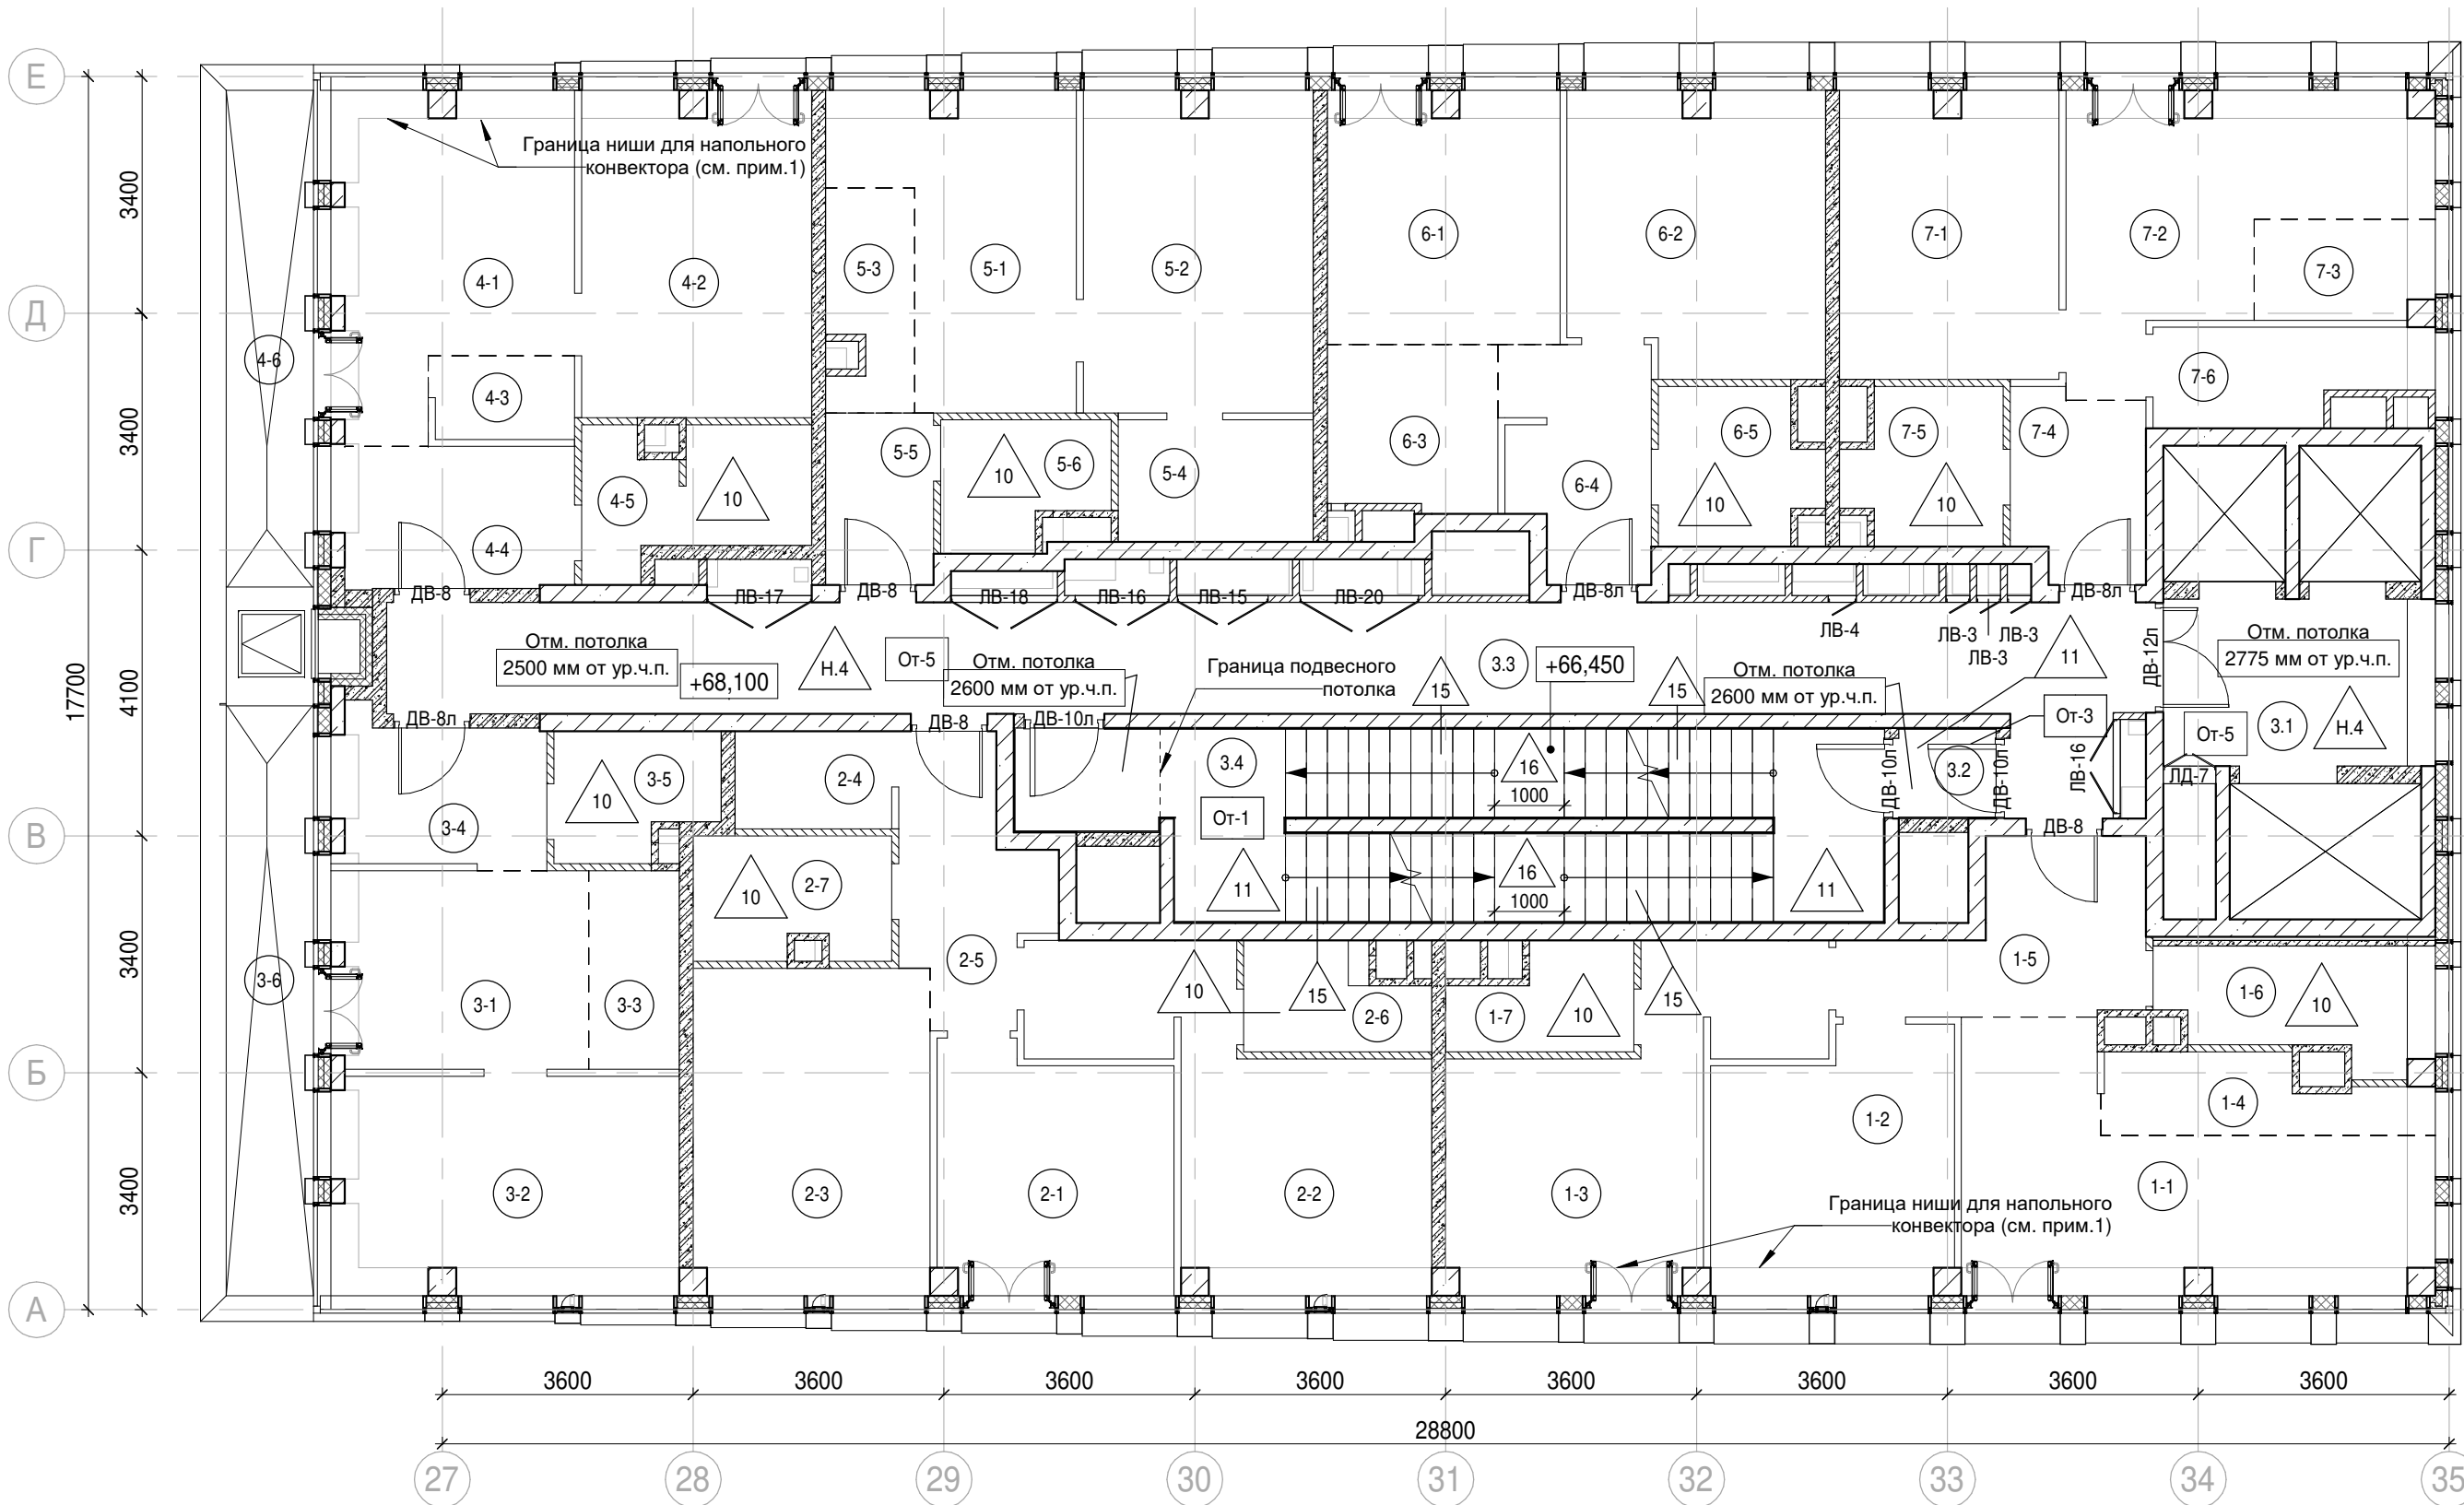 Е
Д
Г
В
Б
А
17700
3400
3400
4100
3400
3400
Граница ниши для напольного
конвектора (см. прим.1)
4-1
4-2
4-3
4-4
4-5
10
4-6
5-3
5-1
5-2
5-5
10
5-6
5-4
6-1
6-2
6-3
6-4
6-5
10
7-1
7-2
7-3
7-6
7-5
10
7-4
ДВ-8
ЛВ-17
ДВ-8
ЛВ-18
ЛВ-16
ЛВ-15
ЛВ-20
ДВ-8л
ЛВ-4
ЛВ-3
ЛВ-3
ЛВ-3
ДВ-8л
Отм. потолка
2500 мм от ур.ч.п.
+68,100
Н.4
От-5
Отм. потолка
2600 мм от ур.ч.п.
Граница подвесного
потолка
15
3.3
+66,450
15
Отм. потолка
2600 мм от ур.ч.п.
11
От-3
ДВ-12л
Отм. потолка
2775 мм от ур.ч.п.
От-5
3.1
Н.4
ДВ-8л
ДВ-8
ДВ-10л
3.4
От-1
16
1000
ДВ-10л
3.2
ДВ-10л
ЛВ-16
ЛД-7
ДВ-8
3-4
10
3-5
2-4
10
2-7
11
16
1000
11
3-6
3-1
3-3
2-5
10
15
2-6
1-7
10
15
1-5
1-6
10
1-4
1-2
3-2
2-3
2-1
2-2
1-3
1-1
Граница ниши для напольного
конвектора (см. прим.1)
3600
3600
3600
3600
3600
3600
3600
3600
28800
27
28
29
30
31
32
33
34
35